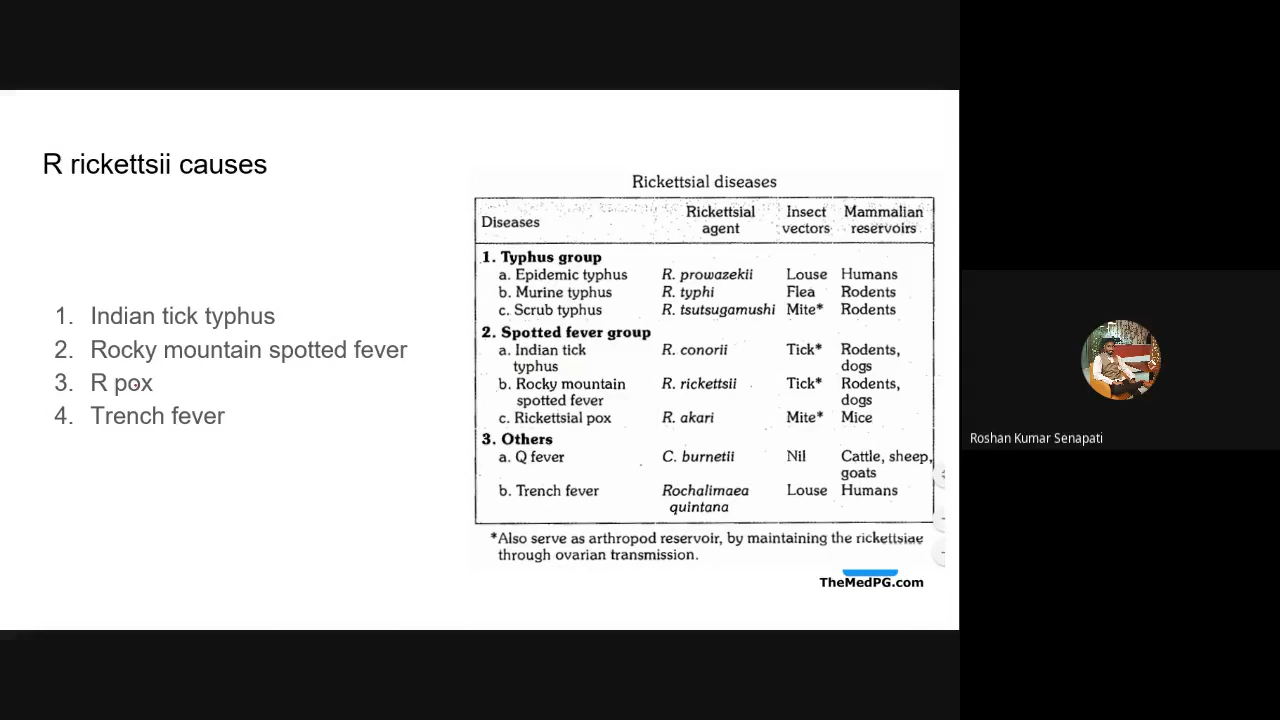 R rickettsii causes
1. Indian tick typhus
2. Rocky mountain spotted fever
3. R pox
4. Trench fever
Rickettsial diseases
Diseases Rickettsial agent Insect vectors Mammalian reservoirs
1. Typhus group
a. Epidemic typhus R. prowazekii Louse Humans
b. Murine typhus R. typhi Flea Rodents
c. Scrub typhus R. tsutsugamushi Mite* Rodents
2. Spotted fever group
a. Indian tick typhus R. conorii Tick* Rodents, dogs
b. Rocky mountain spotted fever R. rickettsii Tick* Rodents, dogs
c. Rickettsial pox R. akari Mite* Mice
3. Others
a. Q fever C. burnetii Nil Cattle, sheep, goats
b. Trench fever Rochalimaea quintana Louse Humans
*Also serve as arthropod reservoir, by maintaining the rickettsiae
through ovarian transmission.
TheMedPG.com
Roshan Kumar Senapati